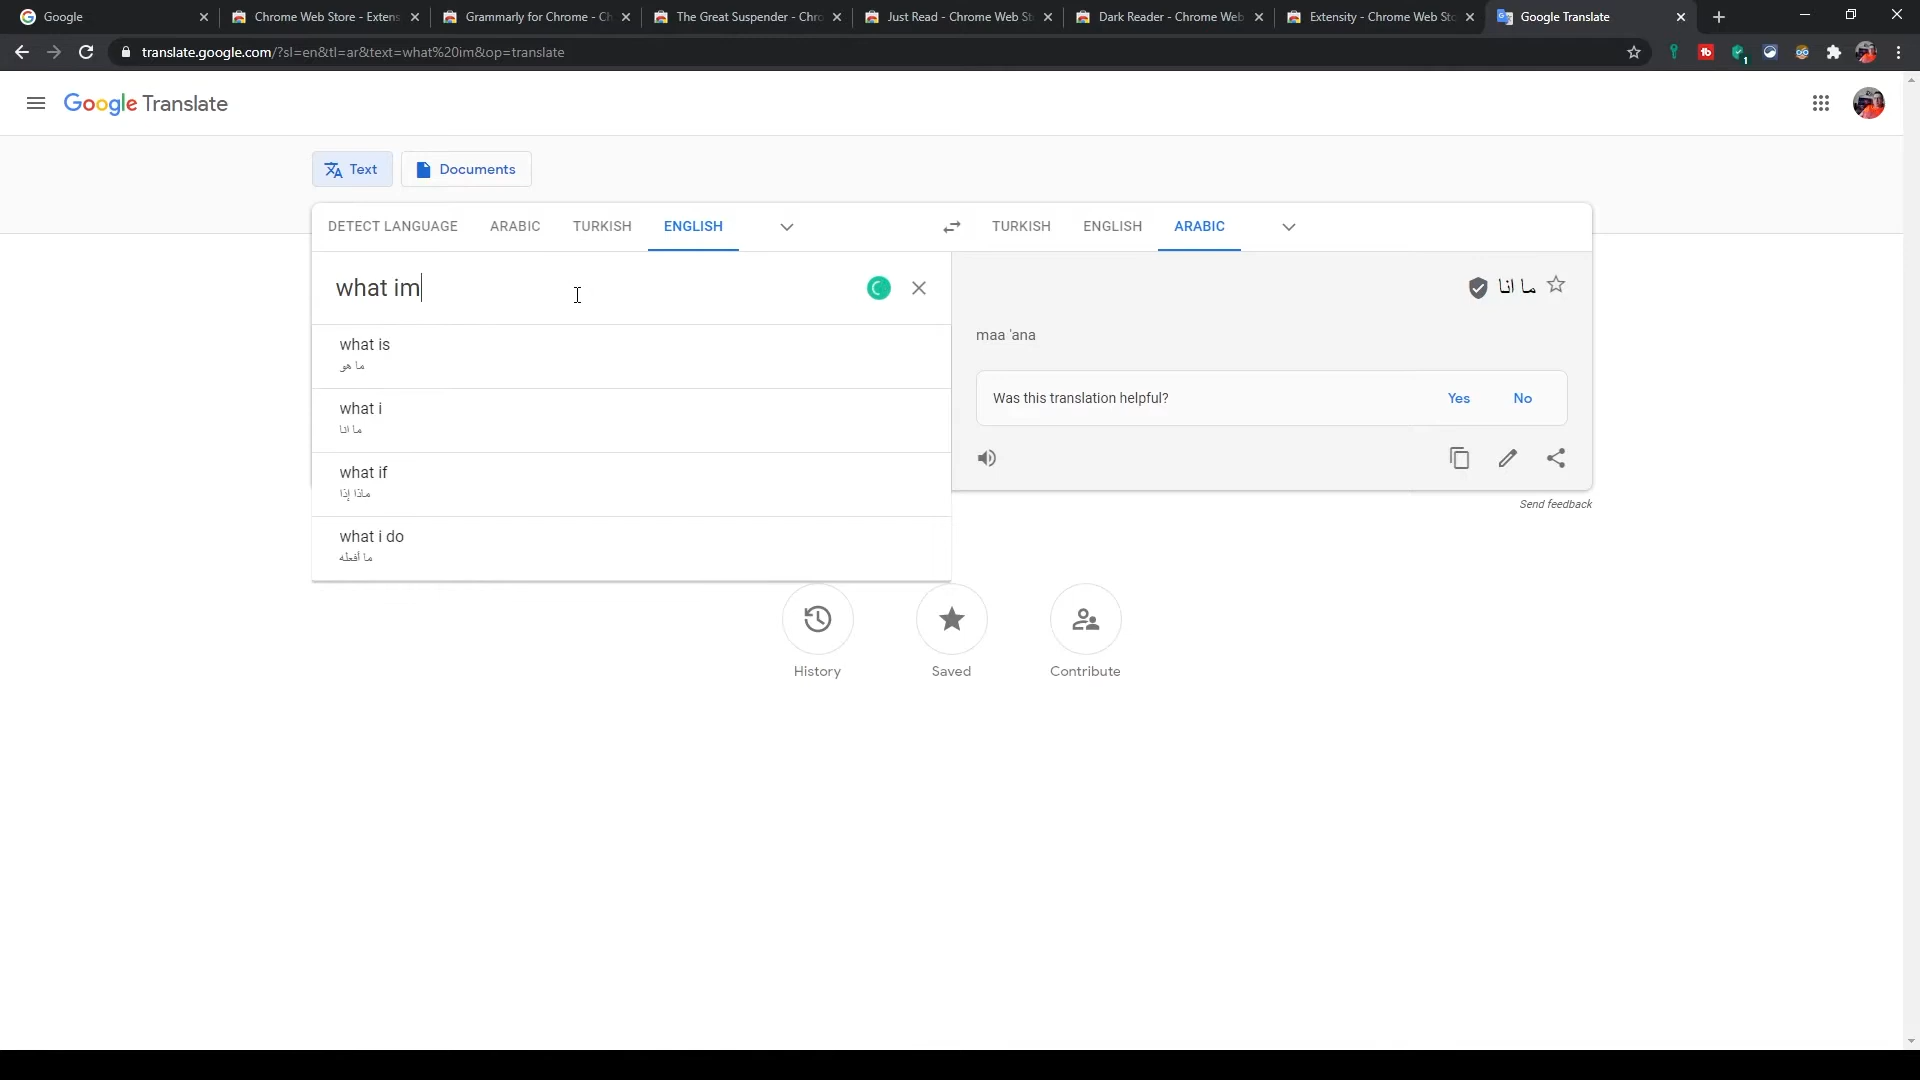 Google
Chrome Web Store - Extens
Grammarly for Chrome - Ch
The Great Suspender - Chro
Just Read - Chrome Web St
Dark Reader - Chrome Web
Extensity - Chrome Web Sto
Google Translate
translate.google.com/?sl=en&tl=ar&text=what%20im&op=translate
1
Google Translate
Text
Documents
DETECT LANGUAGE
ARABIC
TURKISH
ENGLISH
TURKISH
ENGLISH
ARABIC
what im
ما انا
maa 'ana
what is
ما هو
what i
ما انا
what if
ماذا إذا
what i do
ما أفعله
Was this translation helpful?
Yes
No
Send feedback
History
Saved
Contribute